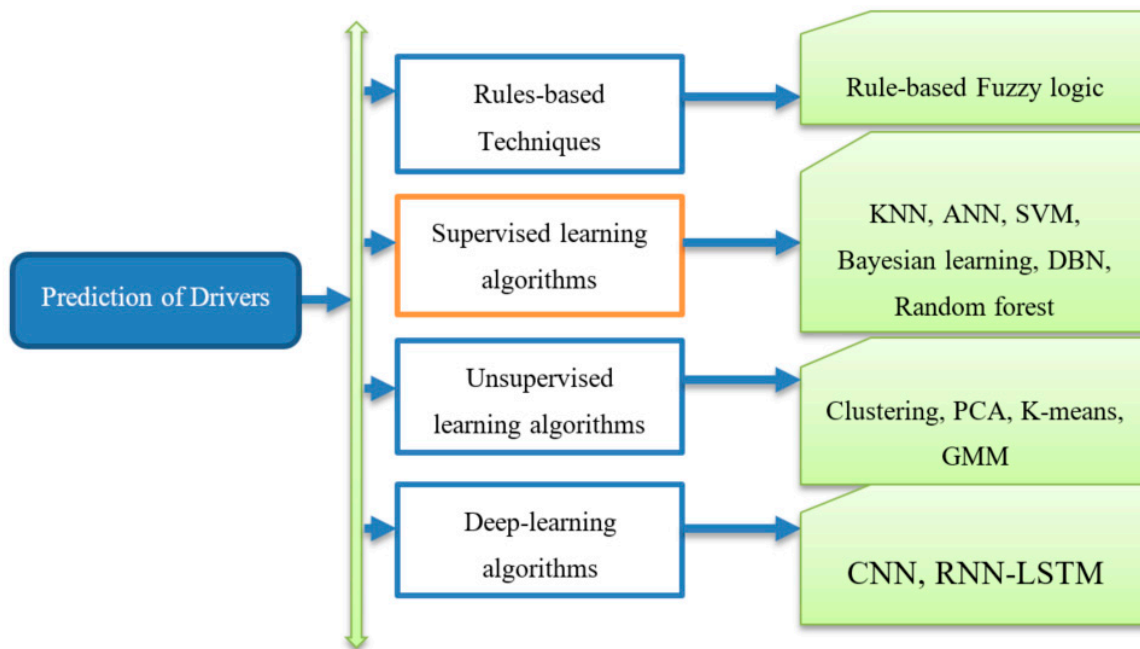 Prediction of Drivers
Rules-based
Techniques
Rule-based Fuzzy logic
Supervised learning
algorithms
KNN, ANN, SVM,
Bayesian learning, DBN,
Random forest
Unsupervised
learning algorithms
Clustering, PCA, K-means,
GMM
Deep-learning
algorithms
CNN, RNN-LSTM